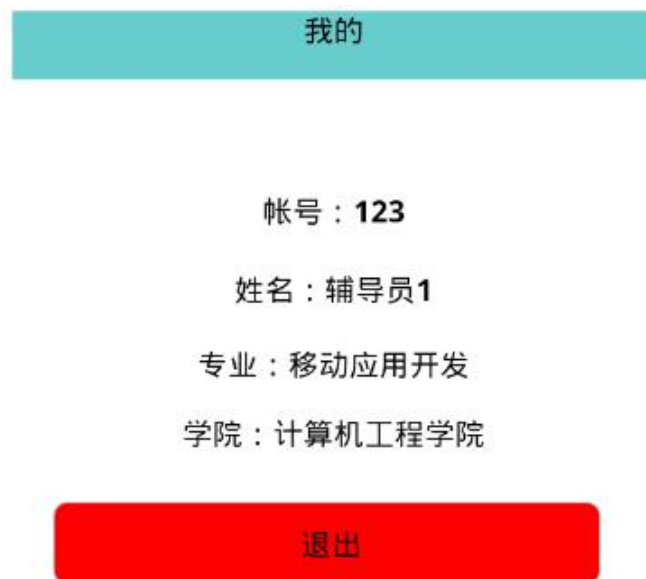 我的
帐号：123
姓名：辅导员1
专业：移动应用开发
学院：计算机工程学院
退出